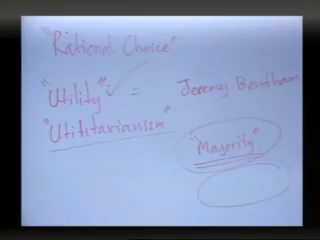 "Rational Choice"
"Utility" = Jeremy Bentham
"Utilitarianism"
"Majority"